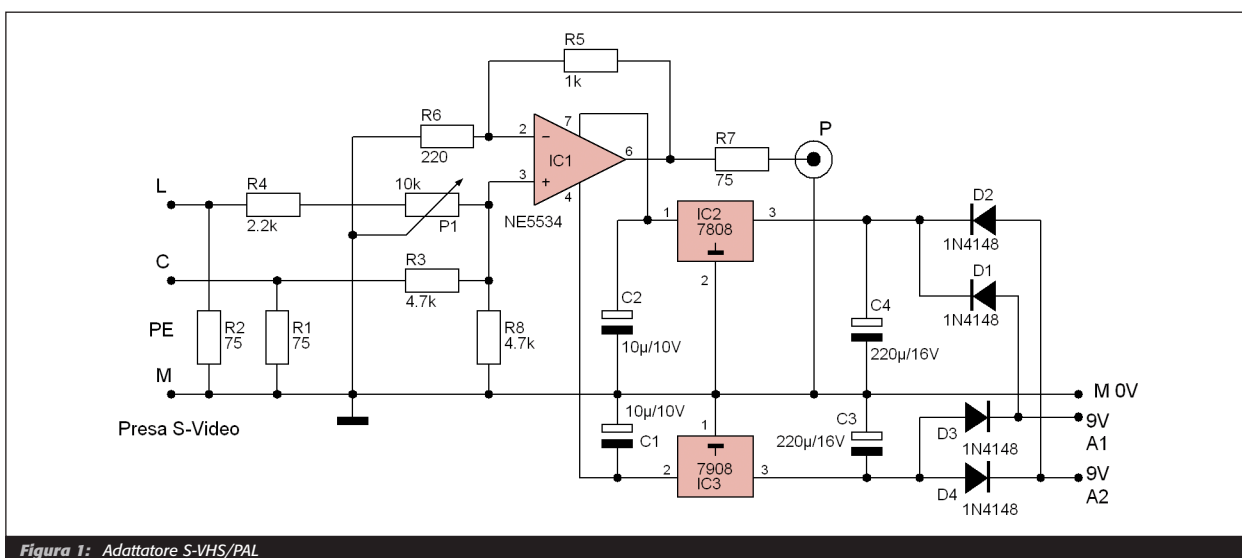 R5
1k
R6
220
2
7
6
IC1
3
4
NE5534
R7
75
P
L
R4
2.2k
10k
P1
C
R3
4.7k
PE
R2
75
R1
75
R8
4.7k
M
Presa S-Video
1
IC2
7808
3
2
C2
10µ/10V
C4
220µ/16V
D2
1N4148
D1
1N4148
M 0V
10µ/10V
C1
1
2
7908
IC3
3
C3
220µ/16V
D3
1N4148
D4
1N4148
9V
A1
9V
A2
Figura 1: Adattatore S-VHS/PAL